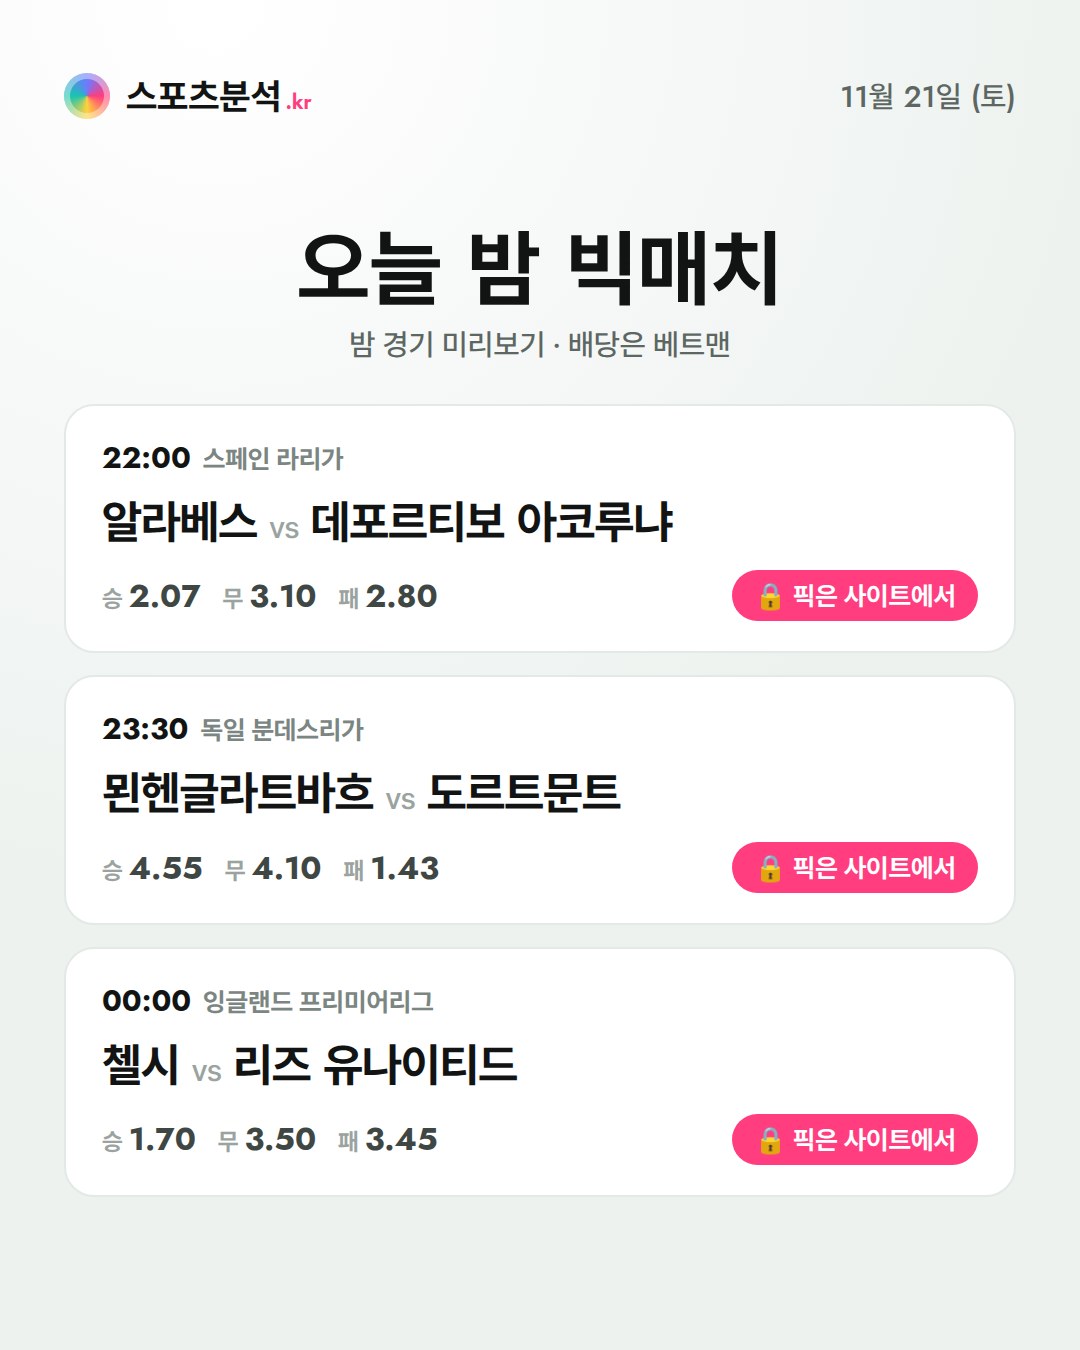 스포츠분석.kr
11월 21일 (토)
오늘 밤 빅매치
밤 경기 미리보기 · 배당은 베트맨
22:00 스페인 라리가
알라베스 vs 데포르티보 아코루냐
승 2.07 무 3.10 패 2.80
🔒 픽은 사이트에서
23:30 독일 분데스리가
묀헨글라트바흐 vs 도르트문트
승 4.55 무 4.10 패 1.43
🔒 픽은 사이트에서
00:00 잉글랜드 프리미어리그
첼시 vs 리즈 유나이티드
승 1.70 무 3.50 패 3.45
🔒 픽은 사이트에서